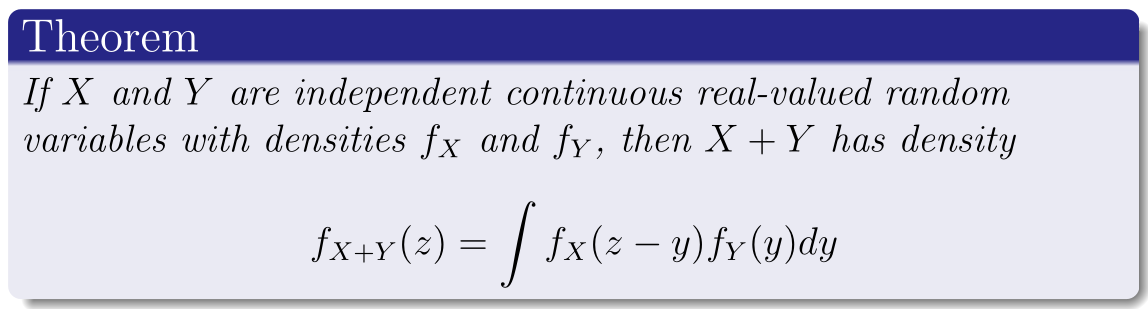 Theorem
If X and Y are independent continuous real-valued random
variables with densities f_X and f_Y, then X + Y has density
f_{X+Y}(z) = ∫ f_X(z − y)f_Y(y)dy